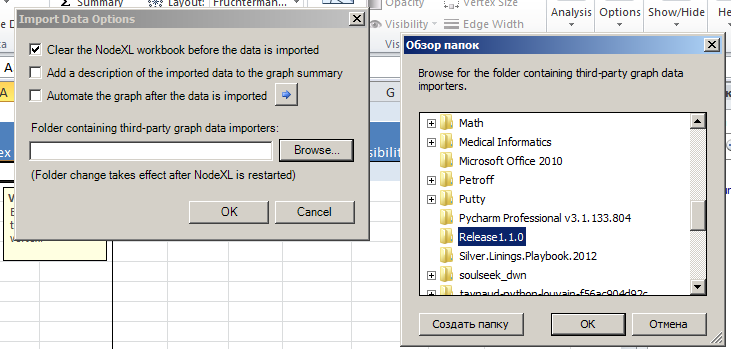 Summary
Layout: Fruchterman...
Opacity
Vertex Size
Visibility
Edge Width
Analysis
Options
Show/Hide
Import Data Options
Clear the NodeXL workbook before the data is imported
Add a description of the imported data to the graph summary
Automate the graph after the data is imported
Folder containing third-party graph data importers:
Browse...
(Folder change takes effect after NodeXL is restarted)
OK
Cancel
A
G
Обзор папок
Browse for the folder containing third-party graph data
importers.
Math
Medical Informatics
Microsoft Office 2010
Petroff
Putty
Pycharm Professional v3.1.133.804
Release1.1.0
Silver.Linings.Playbook.2012
soulseek_dwn
taynaud-python-louvain-f56ac904d92c
Создать папку
OK
Отмена